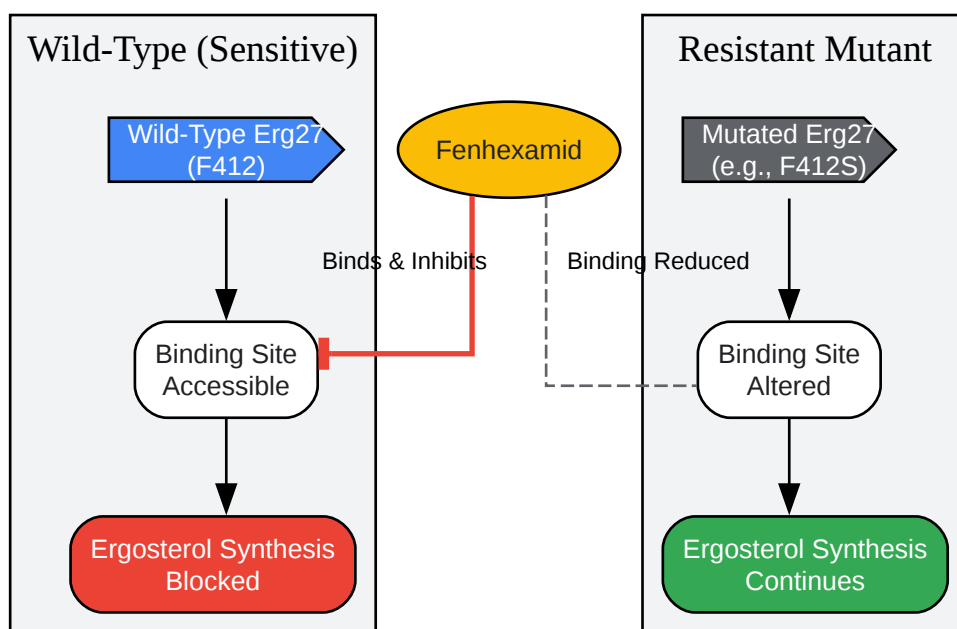 Wild-Type (Sensitive)
Resistant Mutant
Wild-Type Erg27
(F412)
Fenhexamid
Mutated Erg27
(e.g., F412S)
Binds & Inhibits
Binding Reduced
Binding Site
Accessible
Binding Site
Altered
Ergosterol Synthesis
Blocked
Ergosterol Synthesis
Continues